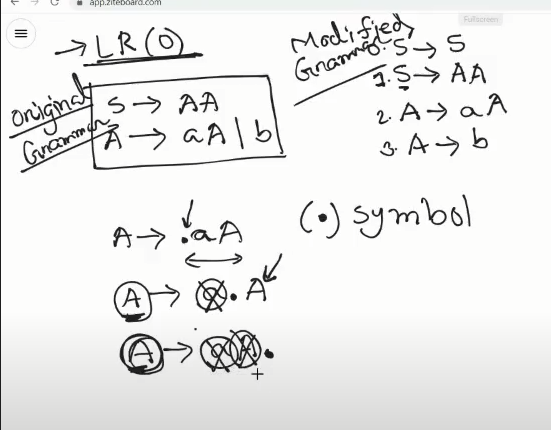 app.ziteboard.com
Fullscreen
→ LR(0)
Original Grammar
S → AA
A → aA | b
Modified Grammar
0. S → S
1. S → AA
2. A → aA
3. A → b
(•) symbol
A → .aA
A → a.A
A → aA.